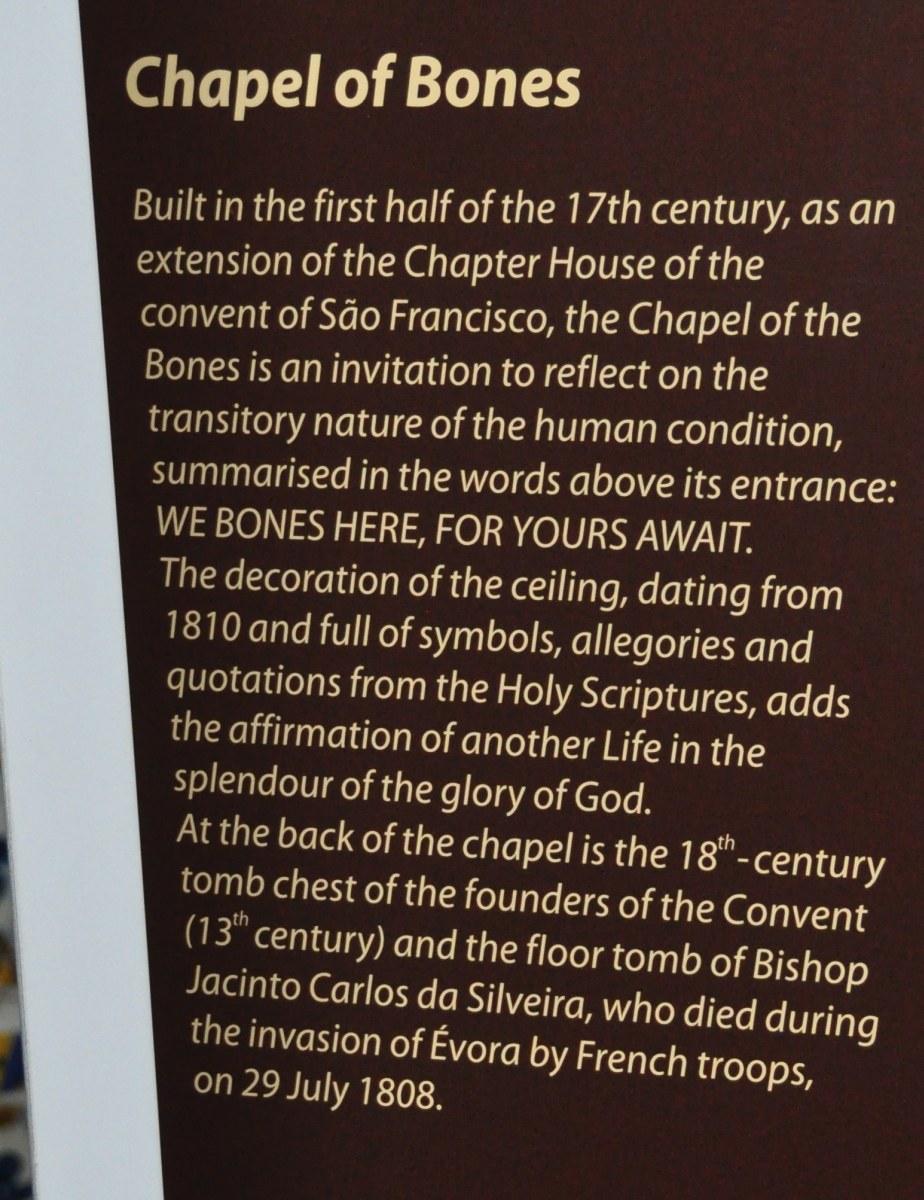 Chapel of Bones
Built in the first half of the 17th century, as an
extension of the Chapter House of the
convent of São Francisco, the Chapel of the
Bones is an invitation to reflect on the
transitory nature of the human condition,
summarised in the words above its entrance:
WE BONES HERE, FOR YOURS AWAIT.
The decoration of the ceiling, dating from
1810 and full of symbols, allegories and
quotations from the Holy Scriptures, adds
the affirmation of another Life in the
splendour of the glory of God.
At the back of the chapel is the 18th-century
tomb chest of the founders of the Convent
(13th century) and the floor tomb of Bishop
Jacinto Carlos da Silveira, who died during
the invasion of Évora by French troops,
on 29 July 1808.